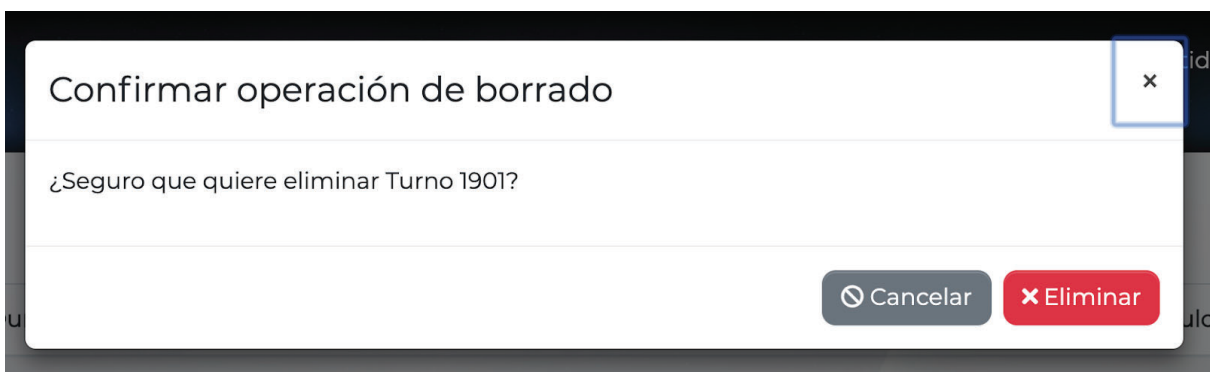 Confirmar operación de borrado
×
¿Seguro que quiere eliminar Turno 1901?
Cancelar
Eliminar